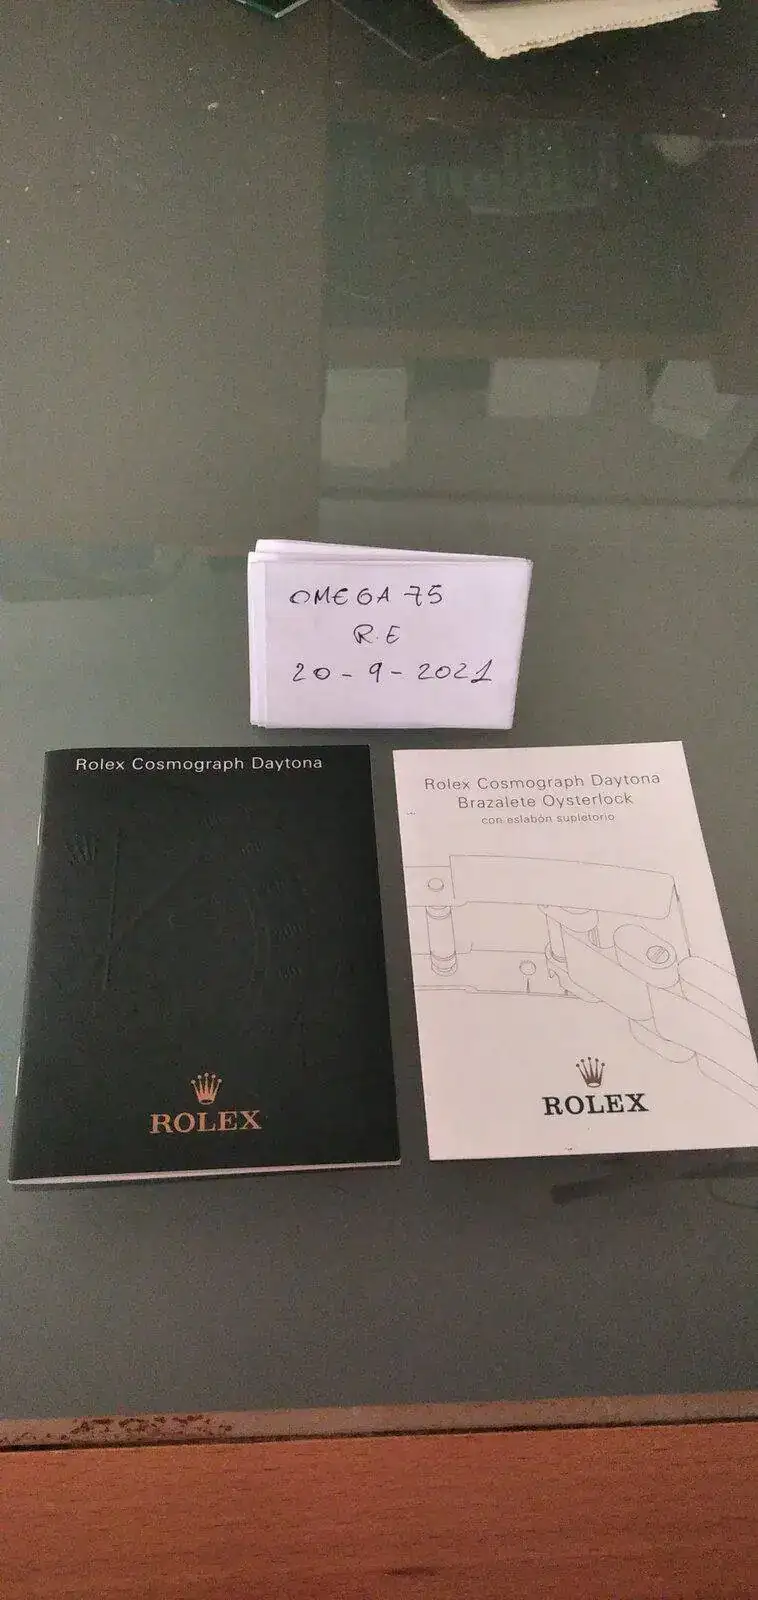 OMEGA 75
R.E
20-9-2021
Rolex Cosmograph Daytona
ROLEX
Rolex Cosmograph Daytona
Brazalete Oysterlock
con eslabón supletorio
ROLEX